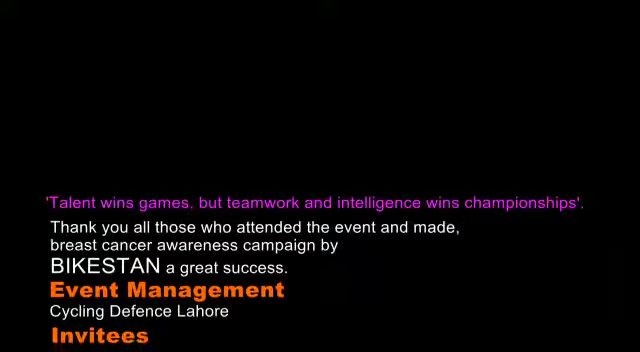 'Talent wins games. but teamwork and intelligence wins championships'.
Thank you all those who attended the event and made,
breast cancer awareness campaign by
BIKESTAN a great success.
Event Management
Cycling Defence Lahore
Invitees